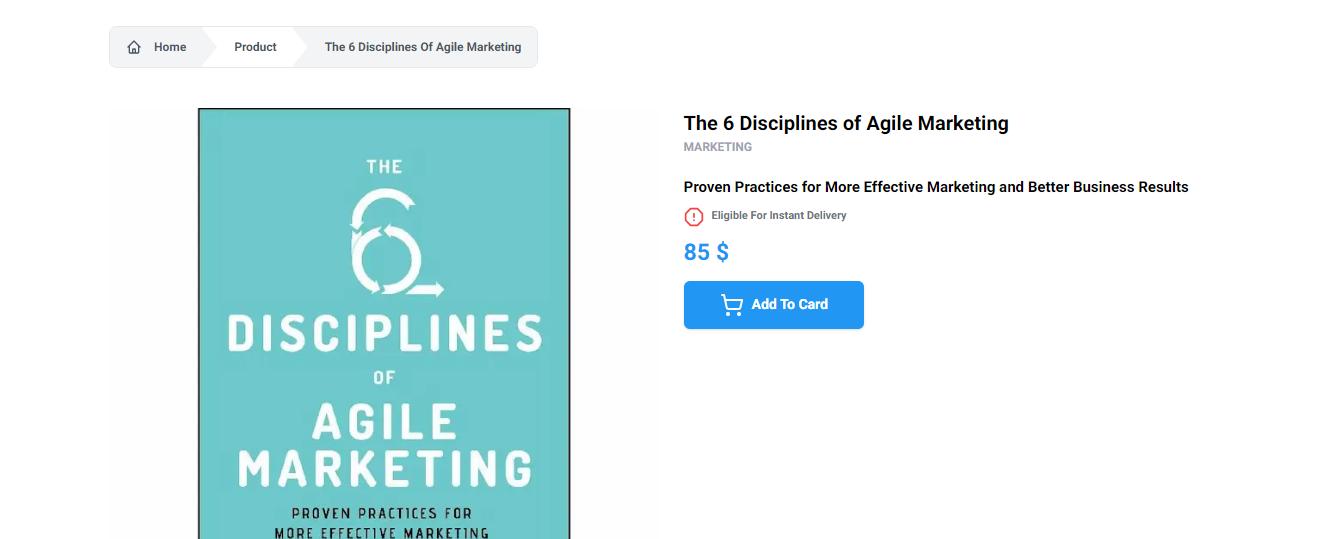 Home Product The 6 Disciplines Of Agile Marketing
THE
6
DISCIPLINES
OF
AGILE
MARKETING
PROVEN PRACTICES FOR
MORE EFFECTIVE MARKETING
The 6 Disciplines of Agile Marketing
MARKETING
Proven Practices for More Effective Marketing and Better Business Results
Eligible For Instant Delivery
85 $
Add To Card